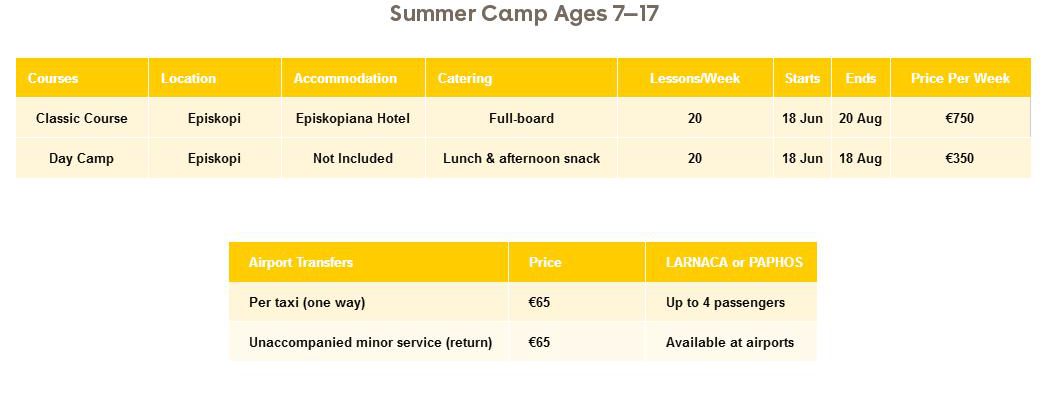 Summer Camp Ages 7–17
Courses Location Accommodation Catering Lessons/Week Starts Ends Price Per Week
Classic Course Episkopi Episkopiana Hotel Full-board 20 18 Jun 20 Aug €750
Day Camp Episkopi Not Included Lunch & afternoon snack 20 18 Jun 18 Aug €350
Airport Transfers Price LARNACA or PAPHOS
Per taxi (one way) €65 Up to 4 passengers
Unaccompanied minor service (return) €65 Available at airports